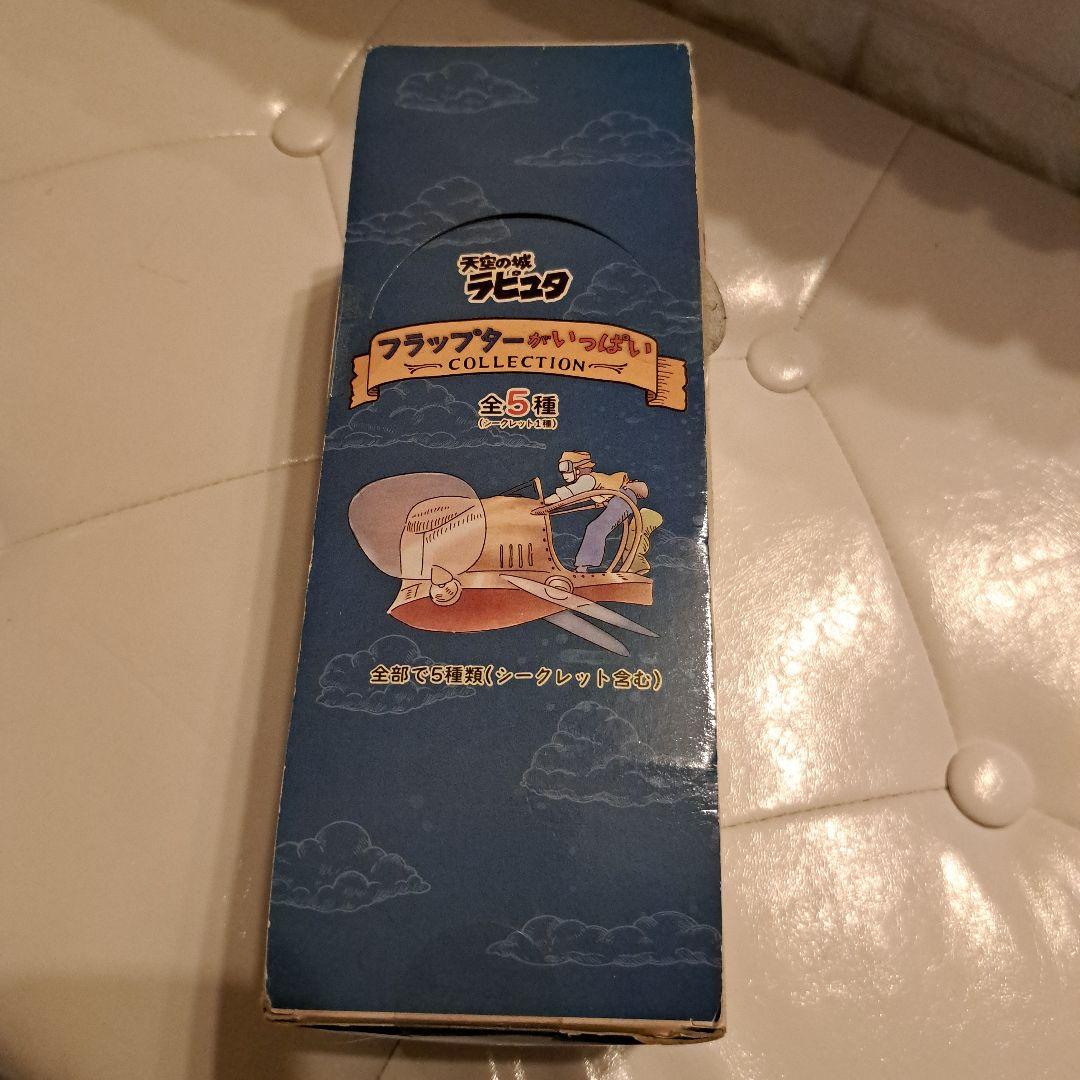 天空の城
ラピュタ
フラップターがいっぱい
COLLECTION
全5種
(シークレット1種)
全部で5種類(シークレット含む)